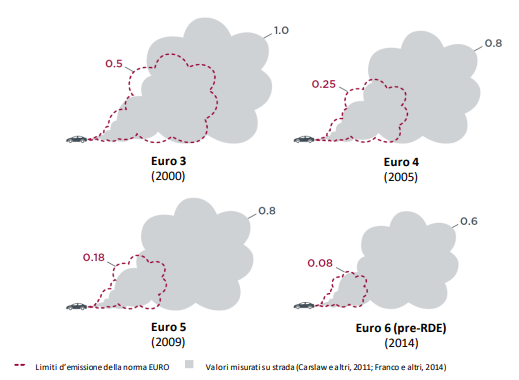 1.0
0.5
Euro 3
(2000)
0.8
0.25
Euro 4
(2005)
0.8
0.18
Euro 5
(2009)
0.6
0.08
Euro 6 (pre-RDE)
(2014)
Limiti d'emissione della norma EURO
Valori misurati su strada (Carslaw e altri, 2011; Franco e altri, 2014)